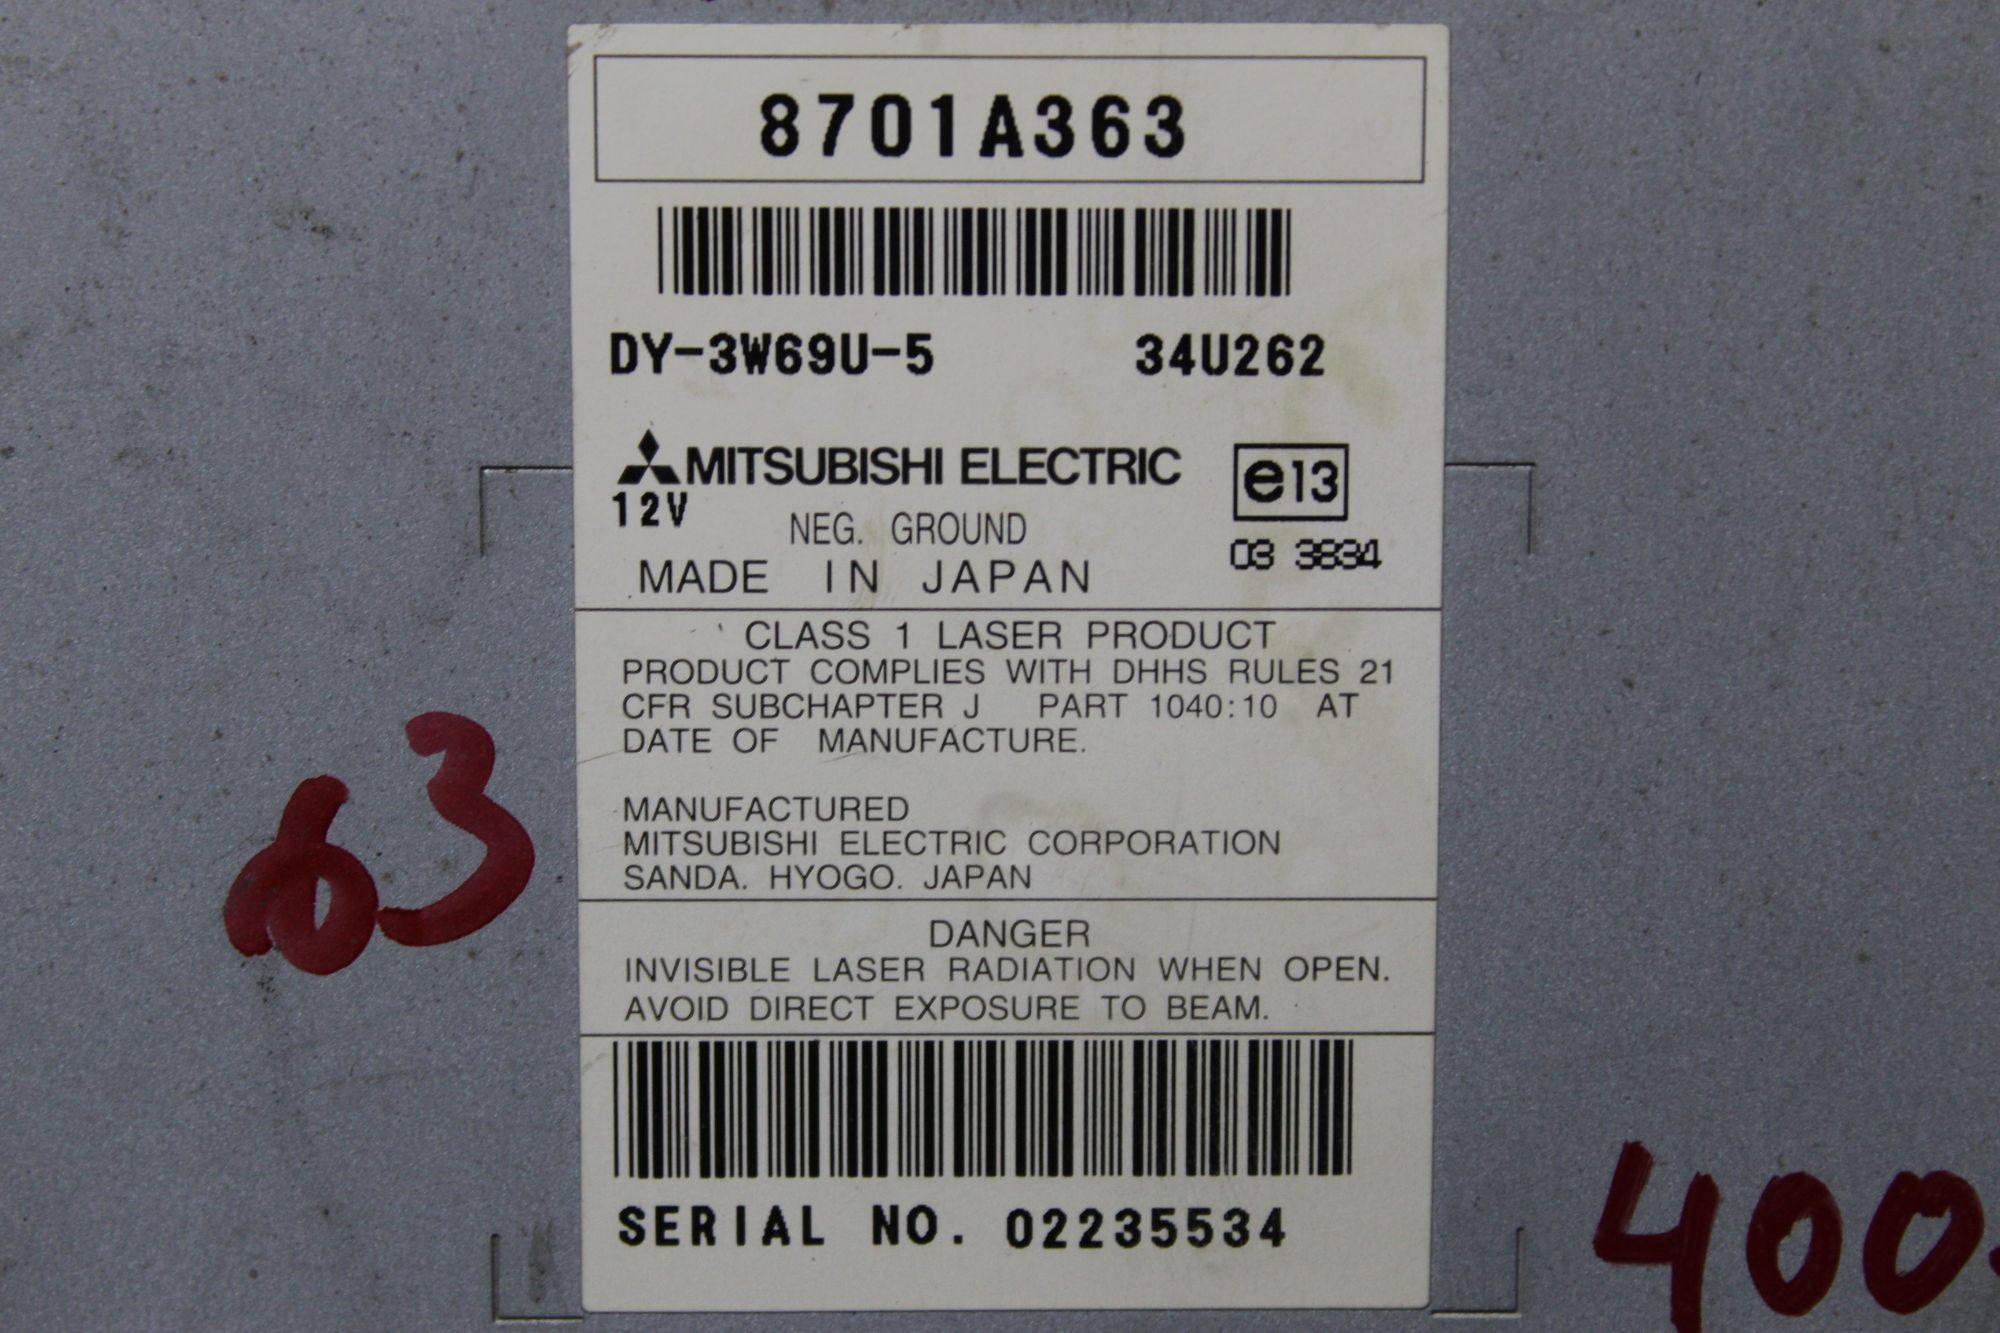 8701A363
DY-3W69U-5 34U262
MITSUBISHI ELECTRIC e13
12V NEG. GROUND
03 3834
MADE IN JAPAN
CLASS 1 LASER PRODUCT
PRODUCT COMPLIES WITH DHHS RULES 21
CFR SUBCHAPTER J PART 1040:10 AT
DATE OF MANUFACTURE.
MANUFACTURED
MITSUBISHI ELECTRIC CORPORATION
SANDA. HYOGO. JAPAN
DANGER
INVISIBLE LASER RADIATION WHEN OPEN.
AVOID DIRECT EXPOSURE TO BEAM.
SERIAL NO. 02235534
63
400